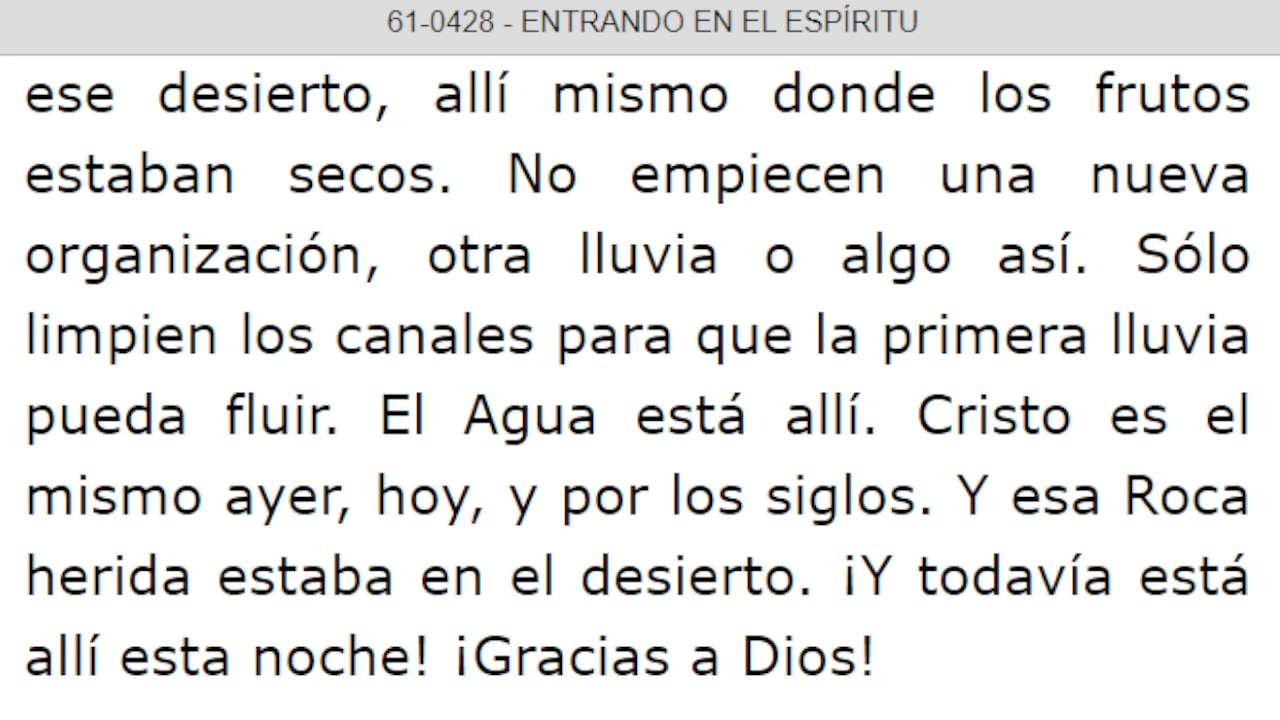 61-0428 - ENTRANDO EN EL ESPÍRITU
ese desierto, allí mismo donde los frutos
estaban secos. No empiecen una nueva
organización, otra lluvia o algo así. Sólo
limpien los canales para que la primera lluvia
pueda fluir. El Agua está allí. Cristo es el
mismo ayer, hoy, y por los siglos. Y esa Roca
herida estaba en el desierto. ¡Y todavía está
allí esta noche! ¡Gracias a Dios!